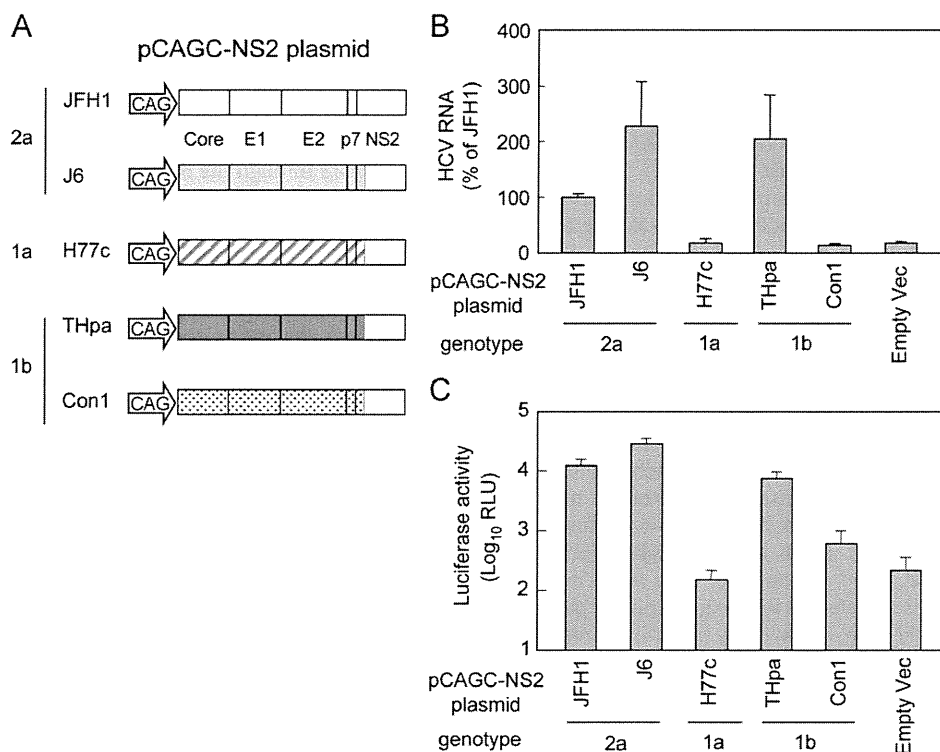 A
pCAGC-NS2 plasmid
2a
JFH1
CAG
Core E1 E2 p7 NS2
J6
CAG
1a
H77c
CAG
1b
THpa
CAG
Con1
CAG
B
HCV RNA
(% of JFH1)
400
300
200
100
0
pCAGC-NS2
plasmid
JFH1
J6
H77c
THpa
Con1
Empty Vec
genotype
2a
1a
1b
C
Luciferase activity
(Log10 RLU)
5
4
3
2
1
pCAGC-NS2
plasmid
JFH1
J6
H77c
THpa
Con1
Empty Vec
genotype
2a
1a
1b